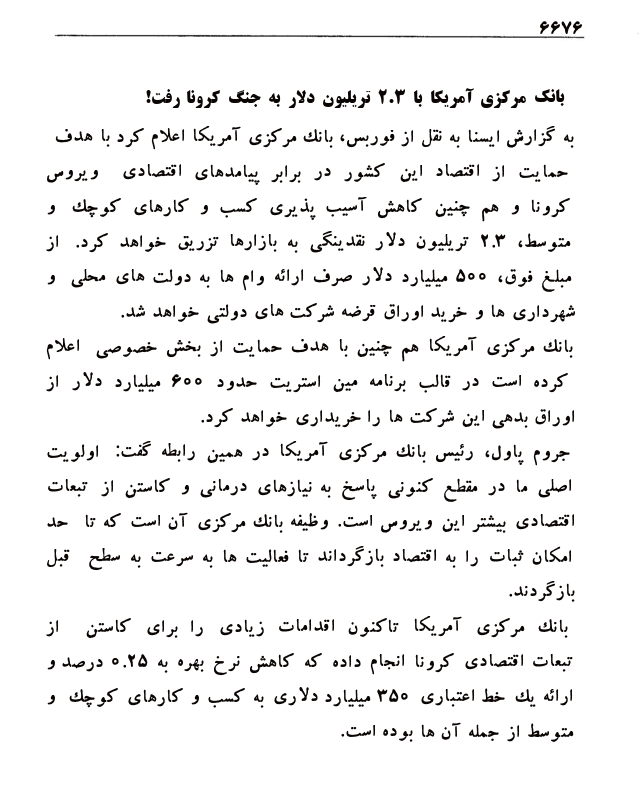 ۶۶۷۶
بانک مرکزی آمریکا با ۲.۳ تریلیون دلار به جنگ کرونا رفت!
به گزارش ایسنا به نقل از فوربس، بانك مرکزی آمریکا اعلام کرد با هدف
حمایت از اقتصاد این کشور در برابر پیامدهای اقتصادی ویروس
کرونا و هم چنین کاهش آسیب پذیری کسب و کارهای کوچك و
متوسط، ۲.۳ تریلیون دلار نقدینگی به بازارها تزریق خواهد کرد. از
مبلغ فوق، ۵۰۰ میلیارد دلار صرف ارائه وام ها به دولت های محلی و
شهرداری ها و خرید اوراق قرضه شرکت های دولتی خواهد شد.
بانك مرکزی آمریکا هم چنین با هدف حمایت از بخش خصوصی اعلام
کرده است در قالب برنامه مین استریت حدود ۶۰۰ میلیارد دلار از
اوراق بدهی این شرکت ها را خریداری خواهد کرد.
جروم پاول، رئیس بانك مرکزی آمریکا در همین رابطه گفت: اولویت
اصلی ما در مقطع کنونی پاسخ به نیازهای درمانی و کاستن از تبعات
اقتصادی بیشتر این ویروس است. وظیفه بانك مرکزی آن است که تا حد
امکان ثبات را به اقتصاد بازگرداند تا فعالیت ها به سرعت به سطح قبل
بازگردند.
بانك مرکزی آمریکا تاکنون اقدامات زیادی را برای کاستن از
تبعات اقتصادی کرونا انجام داده که کاهش نرخ بهره به ۰.۲۵ درصد و
ارائه یك خط اعتباری ۳۵۰ میلیارد دلاری به کسب و کارهای کوچك و
متوسط از جمله آن ها بوده است.